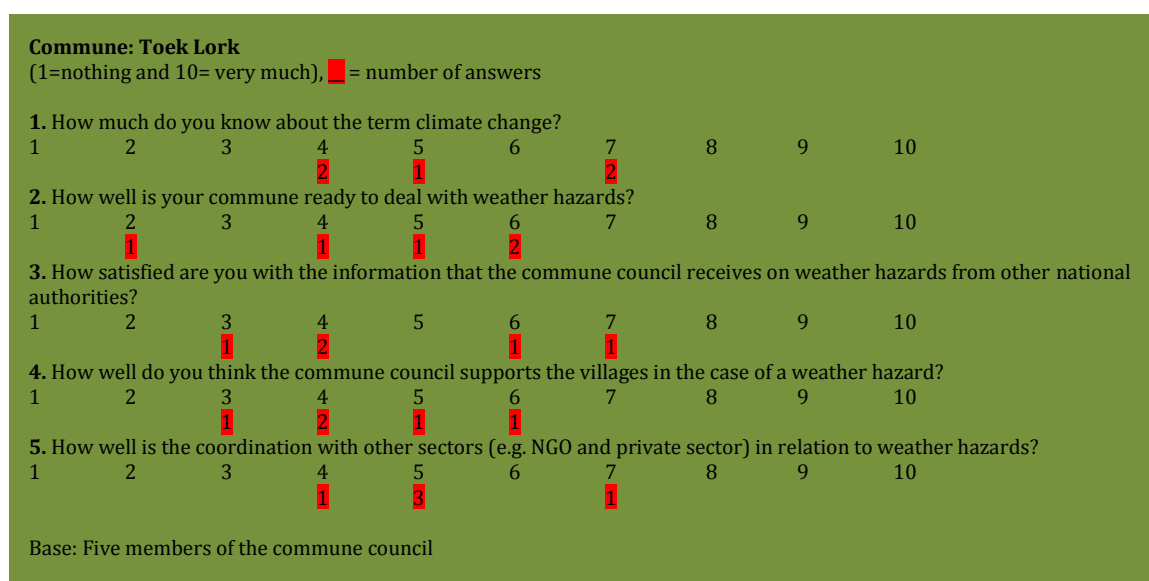 Commune: Toek Lork
(1=nothing and 10= very much), _ = number of answers
1. How much do you know about the term climate change?
1 2 3 4 5 6 7 8 9 10
2 1 2
2. How well is your commune ready to deal with weather hazards?
1 2 3 4 5 6 7 8 9 10
1 1 1 2
3. How satisfied are you with the information that the commune council receives on weather hazards from other national
authorities?
1 2 3 4 5 6 7 8 9 10
1 2 1 1
4. How well do you think the commune council supports the villages in the case of a weather hazard?
1 2 3 4 5 6 7 8 9 10
1 2 1 1
5. How well is the coordination with other sectors (e.g. NGO and private sector) in relation to weather hazards?
1 2 3 4 5 6 7 8 9 10
1 3 1
Base: Five members of the commune council